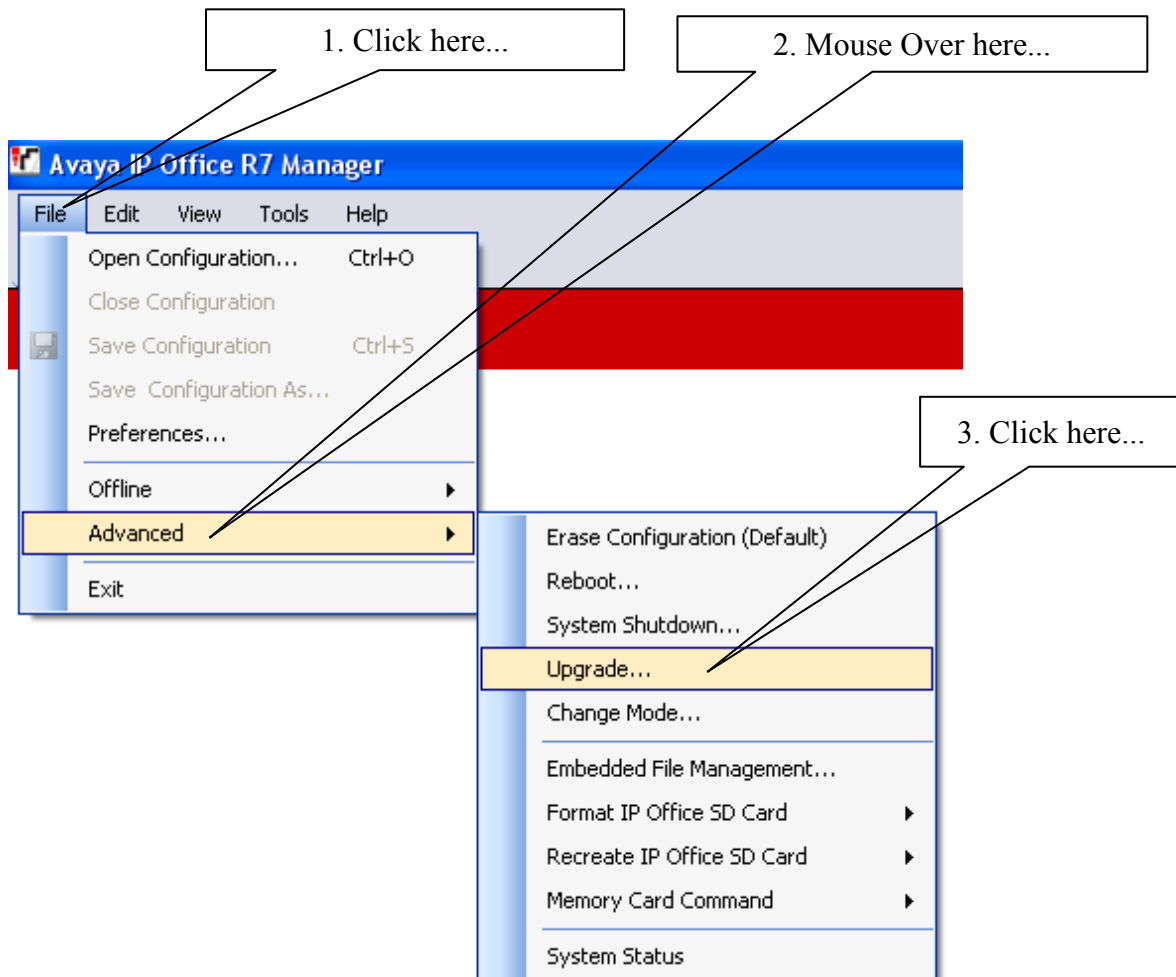 1. Click here...
2. Mouse Over here...
Avaya IP Office R7 Manager
File Edit View Tools Help
Open Configuration... Ctrl+O
Close Configuration
Save Configuration Ctrl+S
Save Configuration As...
Preferences...
3. Click here...
Offline
Advanced
Exit
Erase Configuration (Default)
Reboot...
System Shutdown...
Upgrade...
Change Mode...
Embedded File Management...
Format IP Office SD Card
Recreate IP Office SD Card
Memory Card Command
System Status